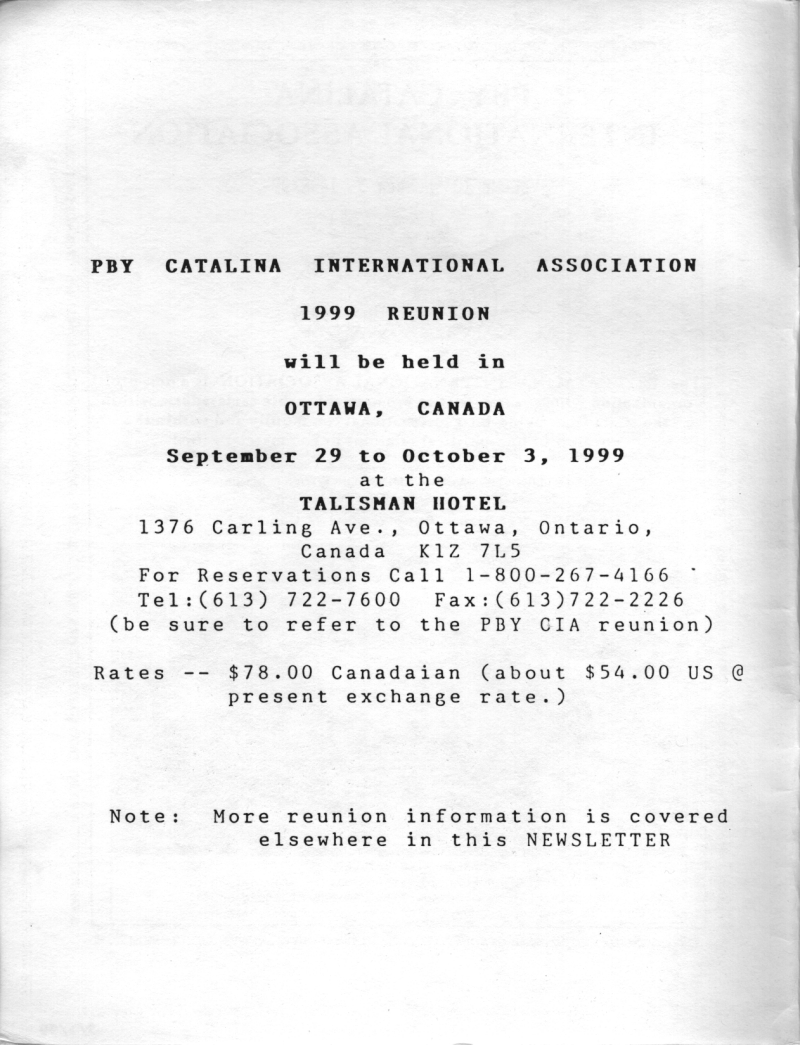 PBY CATALINA INTERNATIONAL ASSOCIATION
1999 REUNION
will be held in
OTTAWA, CANADA
September 29 to October 3, 1999
at the
TALISMAN HOTEL
1376 Carling Ave., Ottawa, Ontario,
Canada K1Z 7L5
For Reservations Call 1-800-267-4166
Tel:(613) 722-7600 Fax:(613)722-2226
(be sure to refer to the PBY CIA reunion)
Rates -- $78.00 Canadaian (about $54.00 US @
present exchange rate.)
Note: More reunion information is covered
elsewhere in this NEWSLETTER